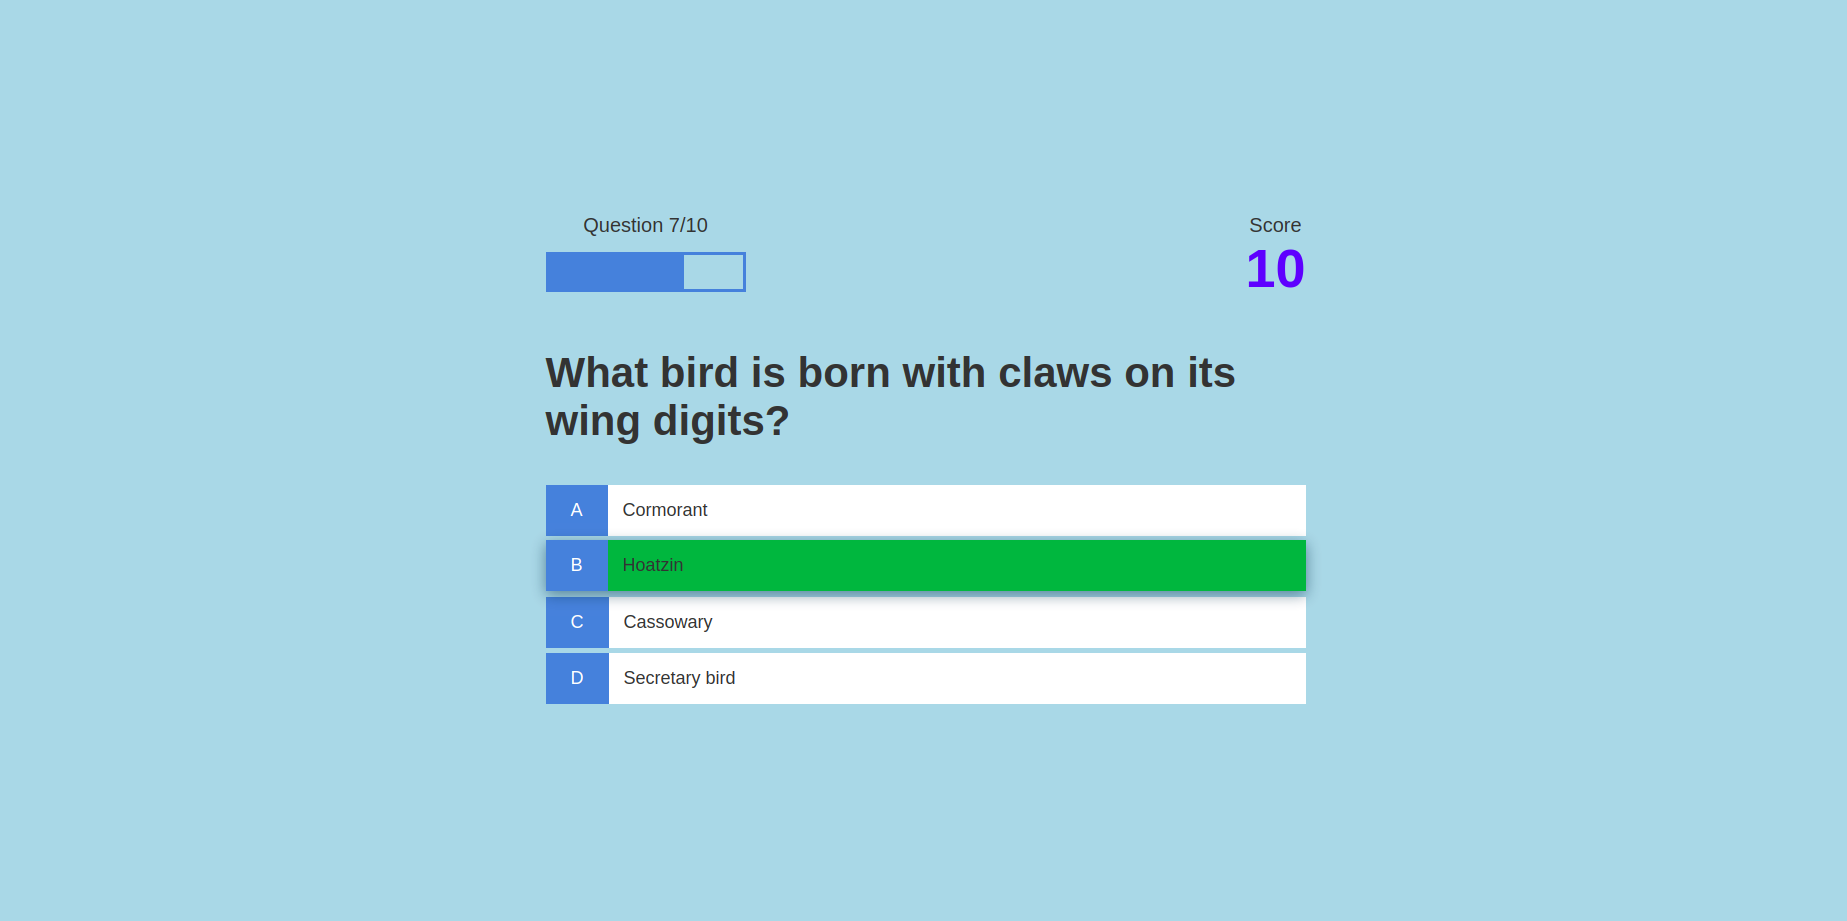 Question 7/10
Score
10
What bird is born with claws on its
wing digits?
A Cormorant
B Hoatzin
C Cassowary
D Secretary bird